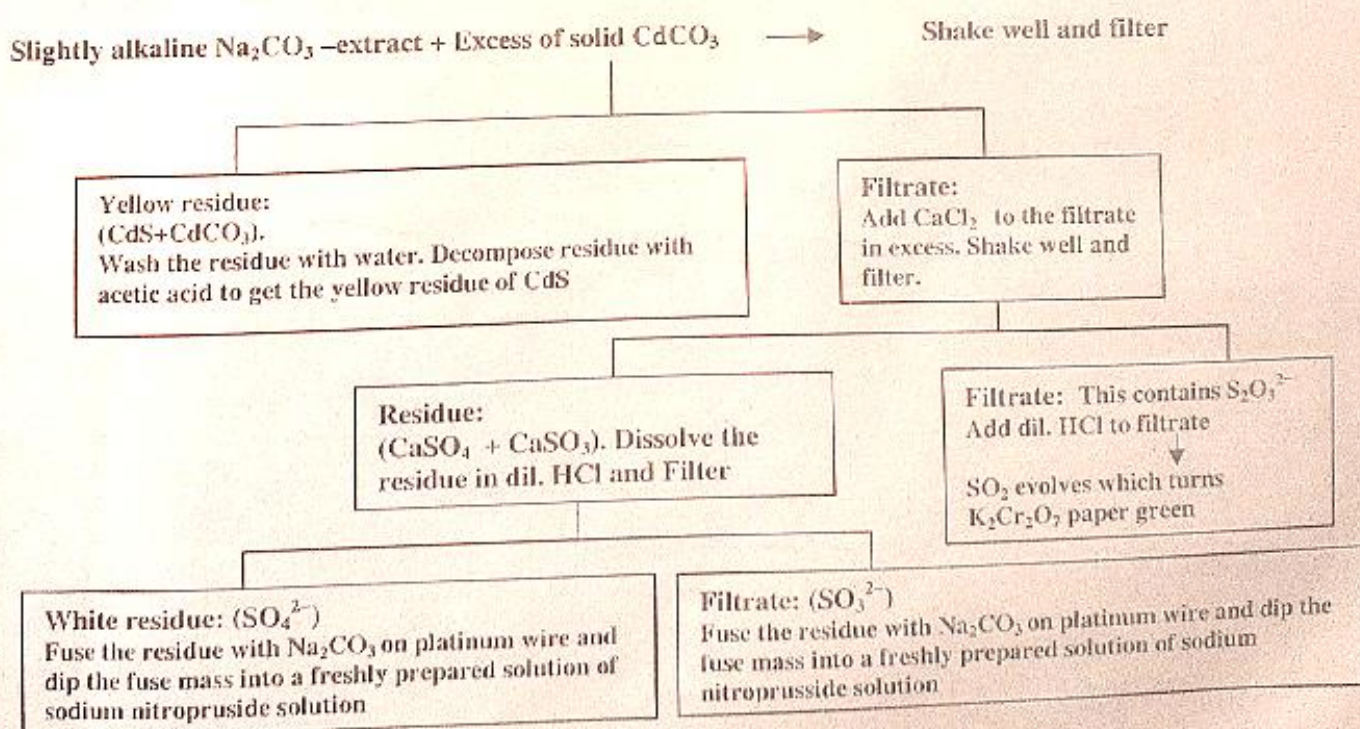 Slightly alkaline Na₂CO₃ –extract + Excess of solid CdCO₃ → Shake well and filter
Yellow residue:
(CdS+CdCO₃).
Wash the residue with water. Decompose residue with
acetic acid to get the yellow residue of CdS
Filtrate:
Add CaCl₂ to the filtrate
in excess. Shake well and
filter.
Residue:
(CaSO₄ + CaSO₃). Dissolve the
residue in dil. HCl and Filter
Filtrate: This contains S₂O₃²⁻
Add dil. HCl to filtrate
SO₂ evolves which turns
K₂Cr₂O₇ paper green
White residue: (SO₄²⁻)
Fuse the residue with Na₂CO₃ on platinum wire and
dip the fuse mass into a freshly prepared solution of
sodium nitropruside solution
Filtrate: (SO₃²⁻)
Fuse the residue with Na₂CO₃ on platinum wire and dip the
fuse mass into a freshly prepared solution of sodium
nitroprusside solution